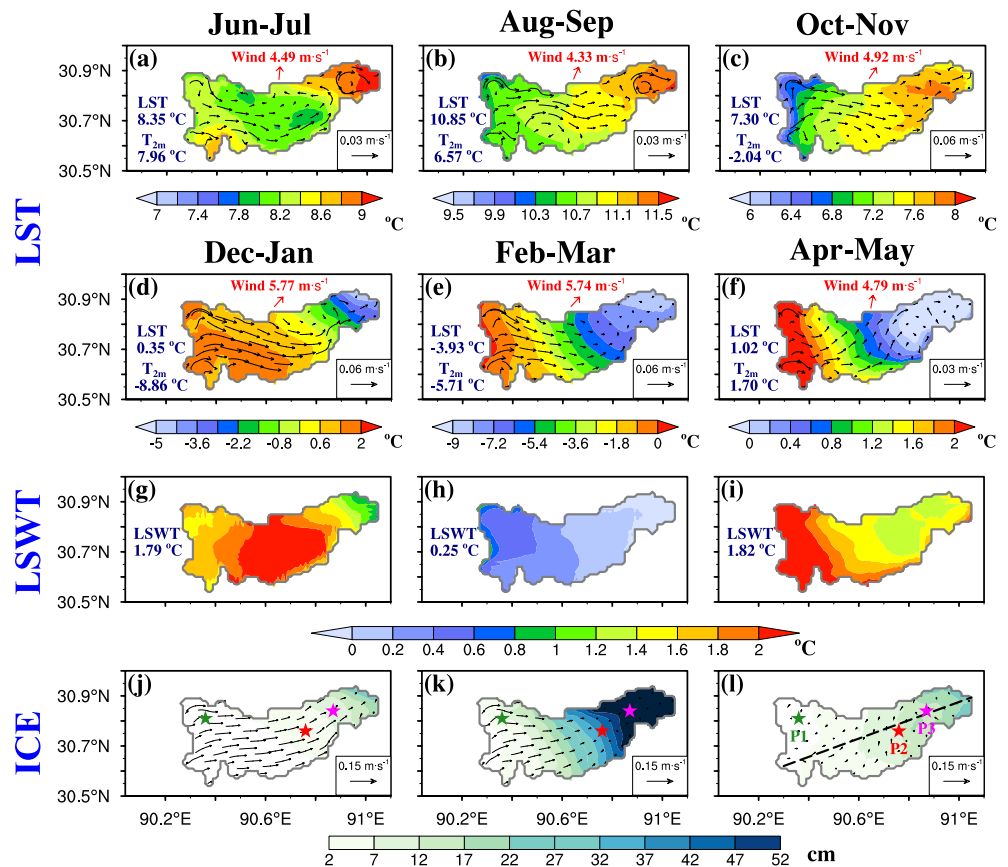 Jun-Jul
Aug-Sep
Oct-Nov
LST
(a)
Wind 4.49 m·s⁻¹
LST
8.35 °C
T2m
7.96 °C
0.03 m·s⁻¹
30.9N
30.7N
30.5N
(b)
Wind 4.33 m·s⁻¹
LST
10.85 °C
T2m
6.57 °C
0.03 m·s⁻¹
(c)
Wind 4.92 m·s⁻¹
LST
7.30 °C
T2m
-2.04 °C
0.06 m·s⁻¹
7 7.4 7.8 8.2 8.6 9 °C
9.5 9.9 10.3 10.7 11.1 11.5 °C
6 6.4 6.8 7.2 7.6 8 °C
Dec-Jan
Feb-Mar
Apr-May
(d)
Wind 5.77 m·s⁻¹
LST
0.35 °C
T2m
-8.86 °C
0.06 m·s⁻¹
30.9N
30.7N
30.5N
(e)
Wind 5.74 m·s⁻¹
LST
-3.93 °C
T2m
-5.71 °C
0.06 m·s⁻¹
(f)
Wind 4.79 m·s⁻¹
LST
1.02 °C
T2m
1.70 °C
0.03 m·s⁻¹
-5 -3.6 -2.2 -0.8 0.6 2 °C
-9 -7.2 -5.4 -3.6 -1.8 0 °C
0 0.4 0.8 1.2 1.6 2 °C
LSWT
(g)
LSWT
1.79 °C
30.9N
30.7N
30.5N
(h)
LSWT
0.25 °C
(i)
LSWT
1.82 °C
0 0.2 0.4 0.6 0.8 1 1.2 1.4 1.6 1.8 2 °C
ICE
(j)
0.15 m·s⁻¹
30.9N
30.7N
30.5N
(k)
0.15 m·s⁻¹
(l)
P1
P2
P3
0.15 m·s⁻¹
90.2°E 90.6°E 91°E
90.2°E 90.6°E 91°E
90.2°E 90.6°E 91°E
2 7 12 17 22 27 32 37 42 47 52 cm